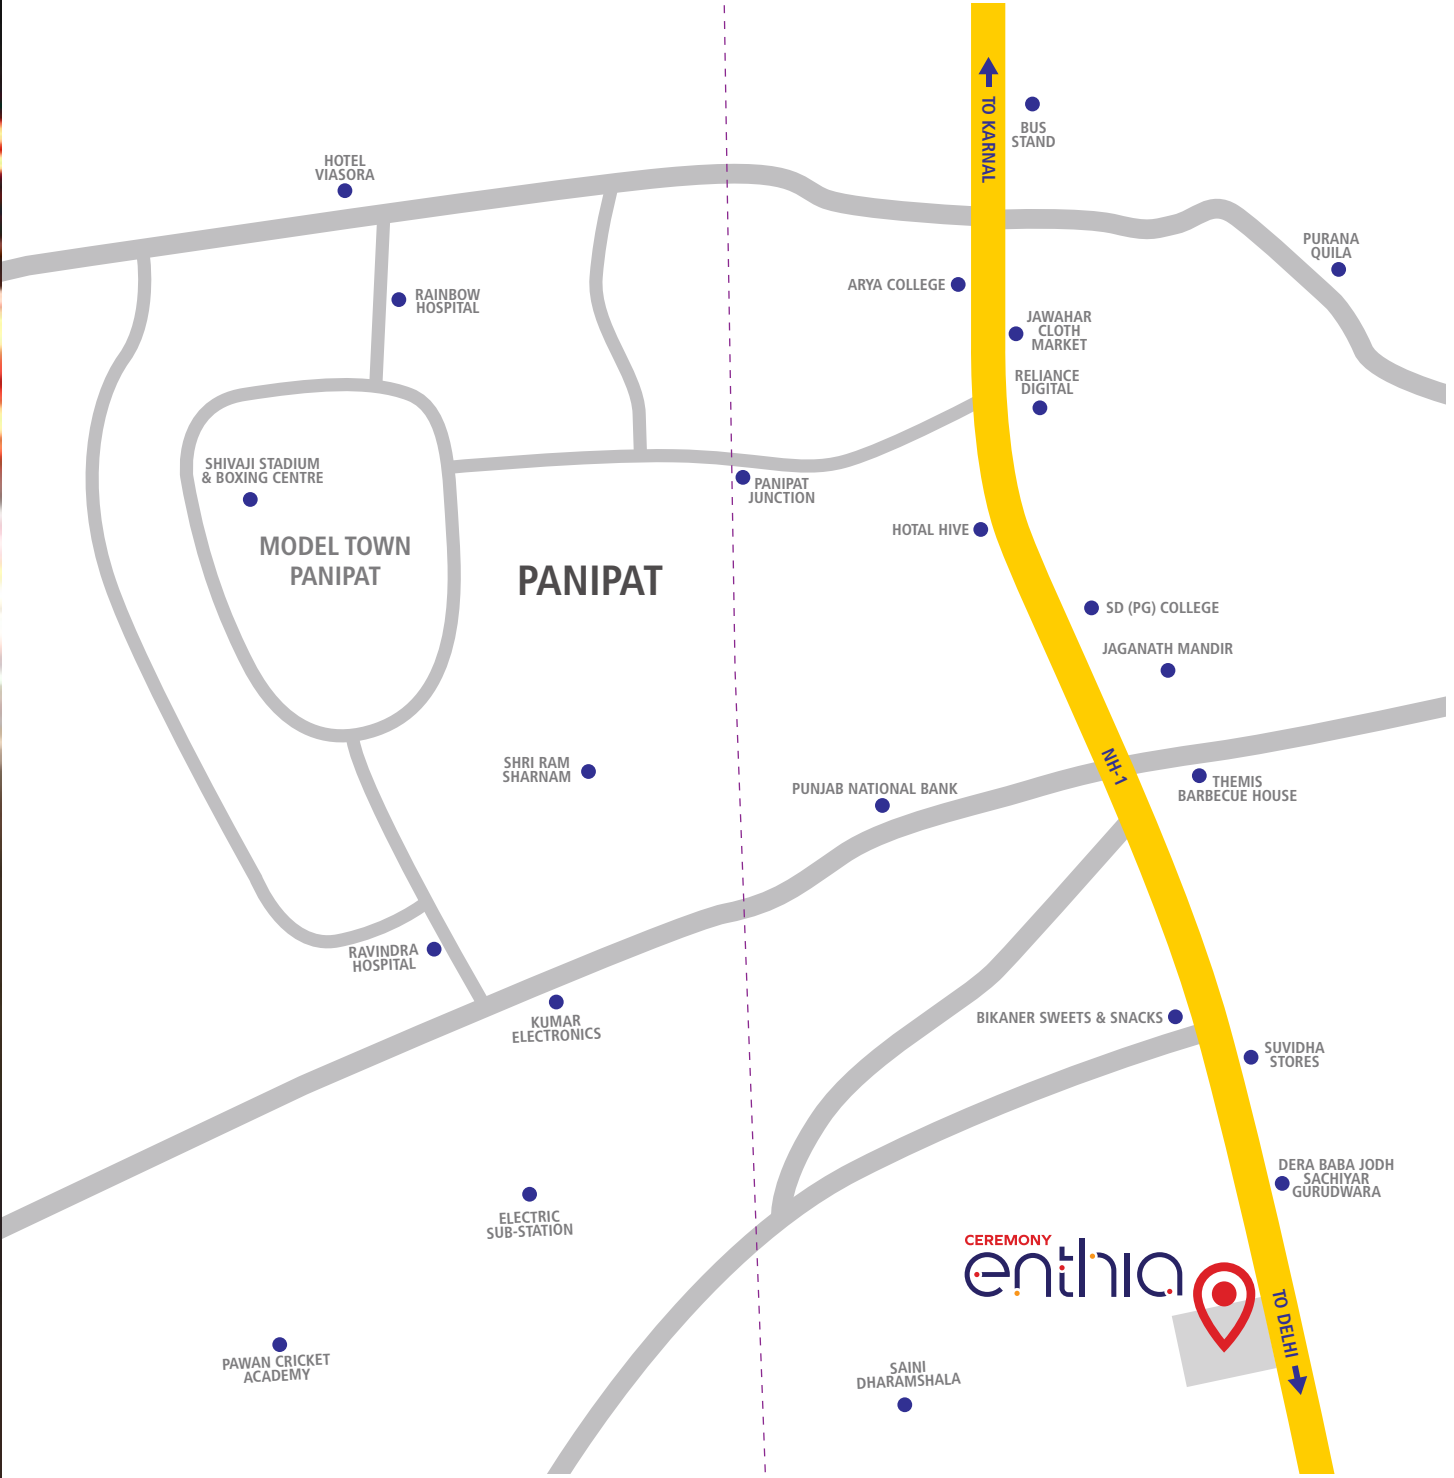 TO KARNAL
BUS
STAND
HOTEL
VIASORA
PURANA
QUILA
ARYA COLLEGE
RAINBOW
HOSPITAL
JAWAHAR
CLOTH
MARKET
RELIANCE
DIGITAL
SHIVAJI STADIUM
& BOXING CENTRE
PANIPAT
JUNCTION
HOTAL HIVE
MODEL TOWN
PANIPAT
PANIPAT
SD (PG) COLLEGE
JAGANATH MANDIR
SHRI RAM
SHARNAM
NH-1
PUNJAB NATIONAL BANK
THEMIS
BARBECUE HOUSE
RAVINDRA
HOSPITAL
KUMAR
ELECTRONICS
BIKANER SWEETS & SNACKS
SUVIDHA
STORES
DERA BABA JODH
SACHIYAR
GURUDWARA
ELECTRIC
SUB-STATION
CEREMONY
enthia
TO DELHI
PAWAN CRICKET
ACADEMY
SAINI
DHARAMSHALA